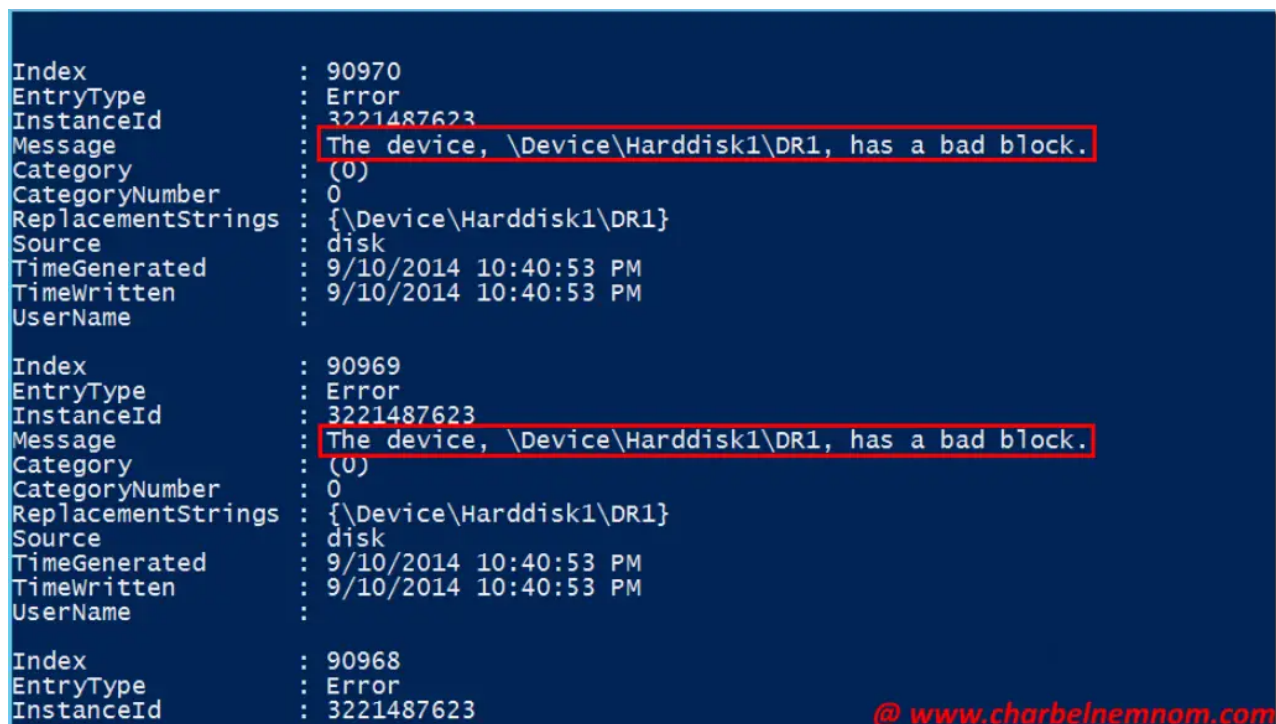 Index : 90970
EntryType : Error
InstanceId : 3221487623
Message : The device, \Device\Harddisk1\DR1, has a bad block.
Category : (0)
CategoryNumber : 0
ReplacementStrings : {\Device\Harddisk1\DR1}
Source : disk
TimeGenerated : 9/10/2014 10:40:53 PM
TimeWritten : 9/10/2014 10:40:53 PM
UserName :
Index : 90969
EntryType : Error
InstanceId : 3221487623
Message : The device, \Device\Harddisk1\DR1, has a bad block.
Category : (0)
CategoryNumber : 0
ReplacementStrings : {\Device\Harddisk1\DR1}
Source : disk
TimeGenerated : 9/10/2014 10:40:53 PM
TimeWritten : 9/10/2014 10:40:53 PM
UserName :
Index : 90968
EntryType : Error
InstanceId : 3221487623
@ www.charbelnemnom.com